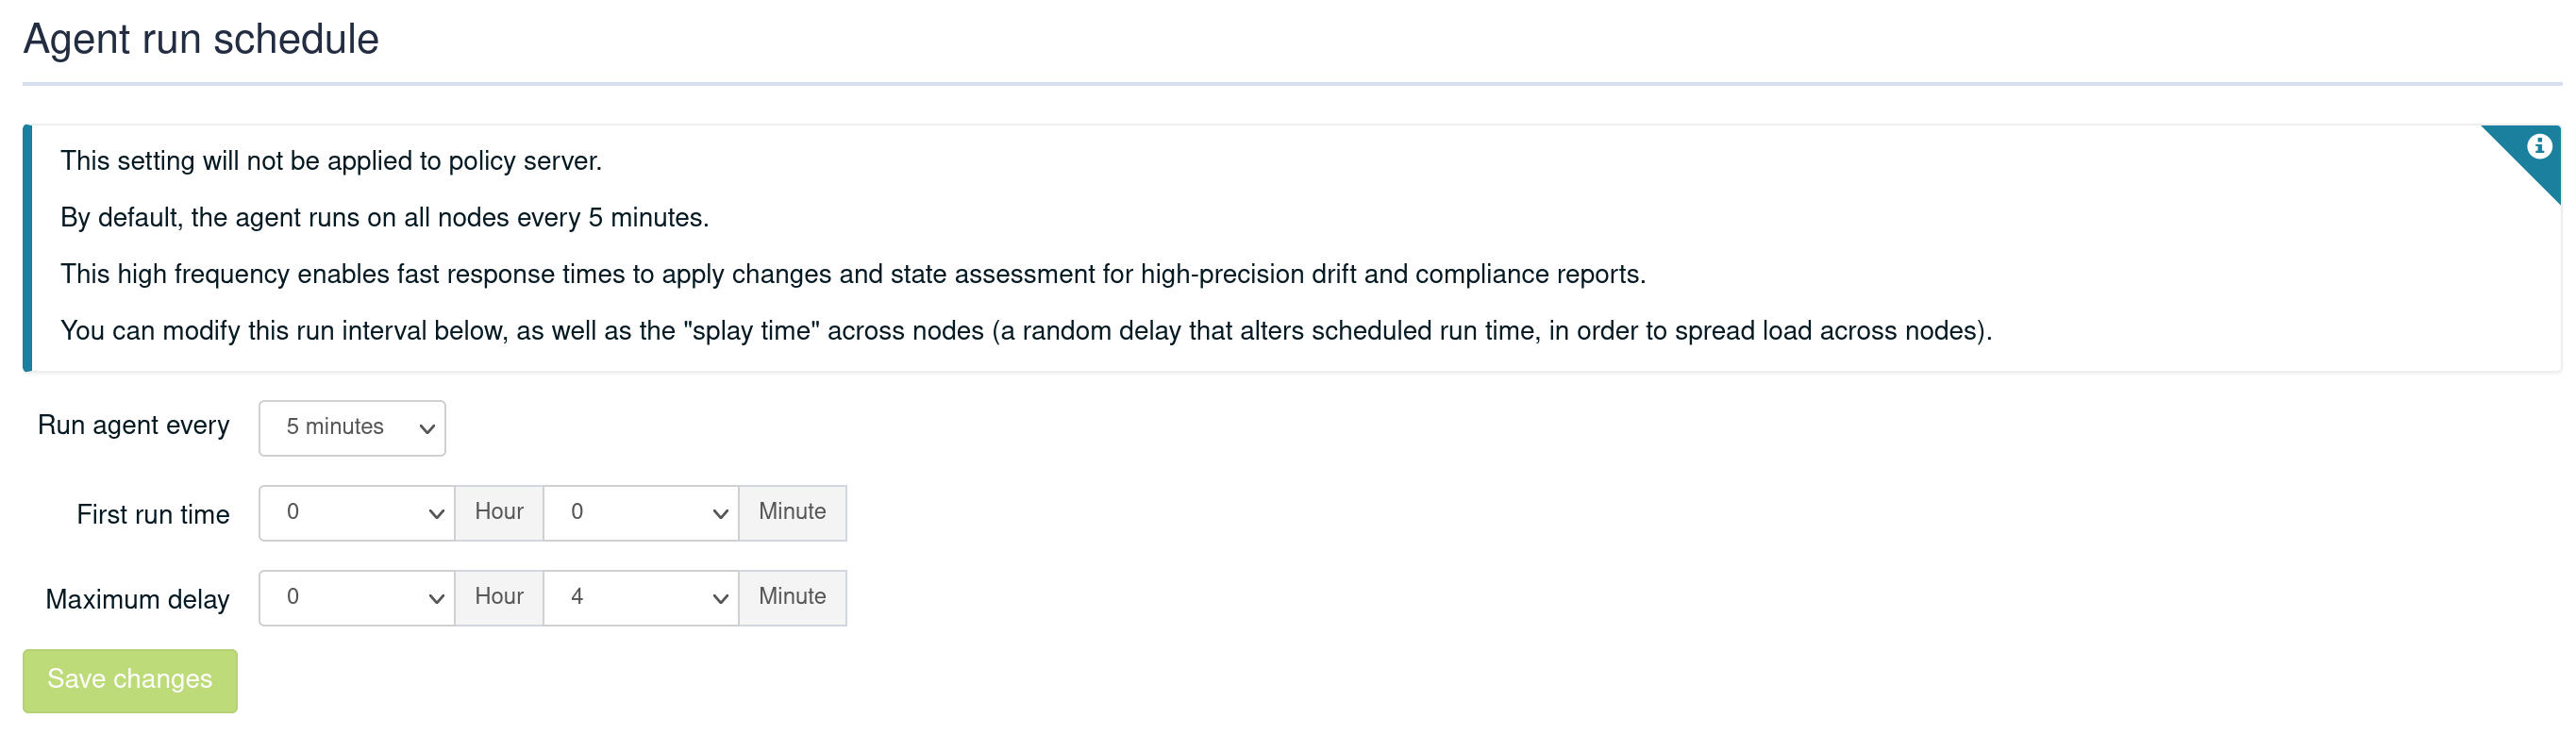 Agent run schedule
This setting will not be applied to policy server.
By default, the agent runs on all nodes every 5 minutes.
This high frequency enables fast response times to apply changes and state assessment for high-precision drift and compliance reports.
You can modify this run interval below, as well as the "splay time" across nodes (a random delay that alters scheduled run time, in order to spread load across nodes).
Run agent every 5 minutes
First run time 0 Hour 0 Minute
Maximum delay 0 Hour 4 Minute
Save changes